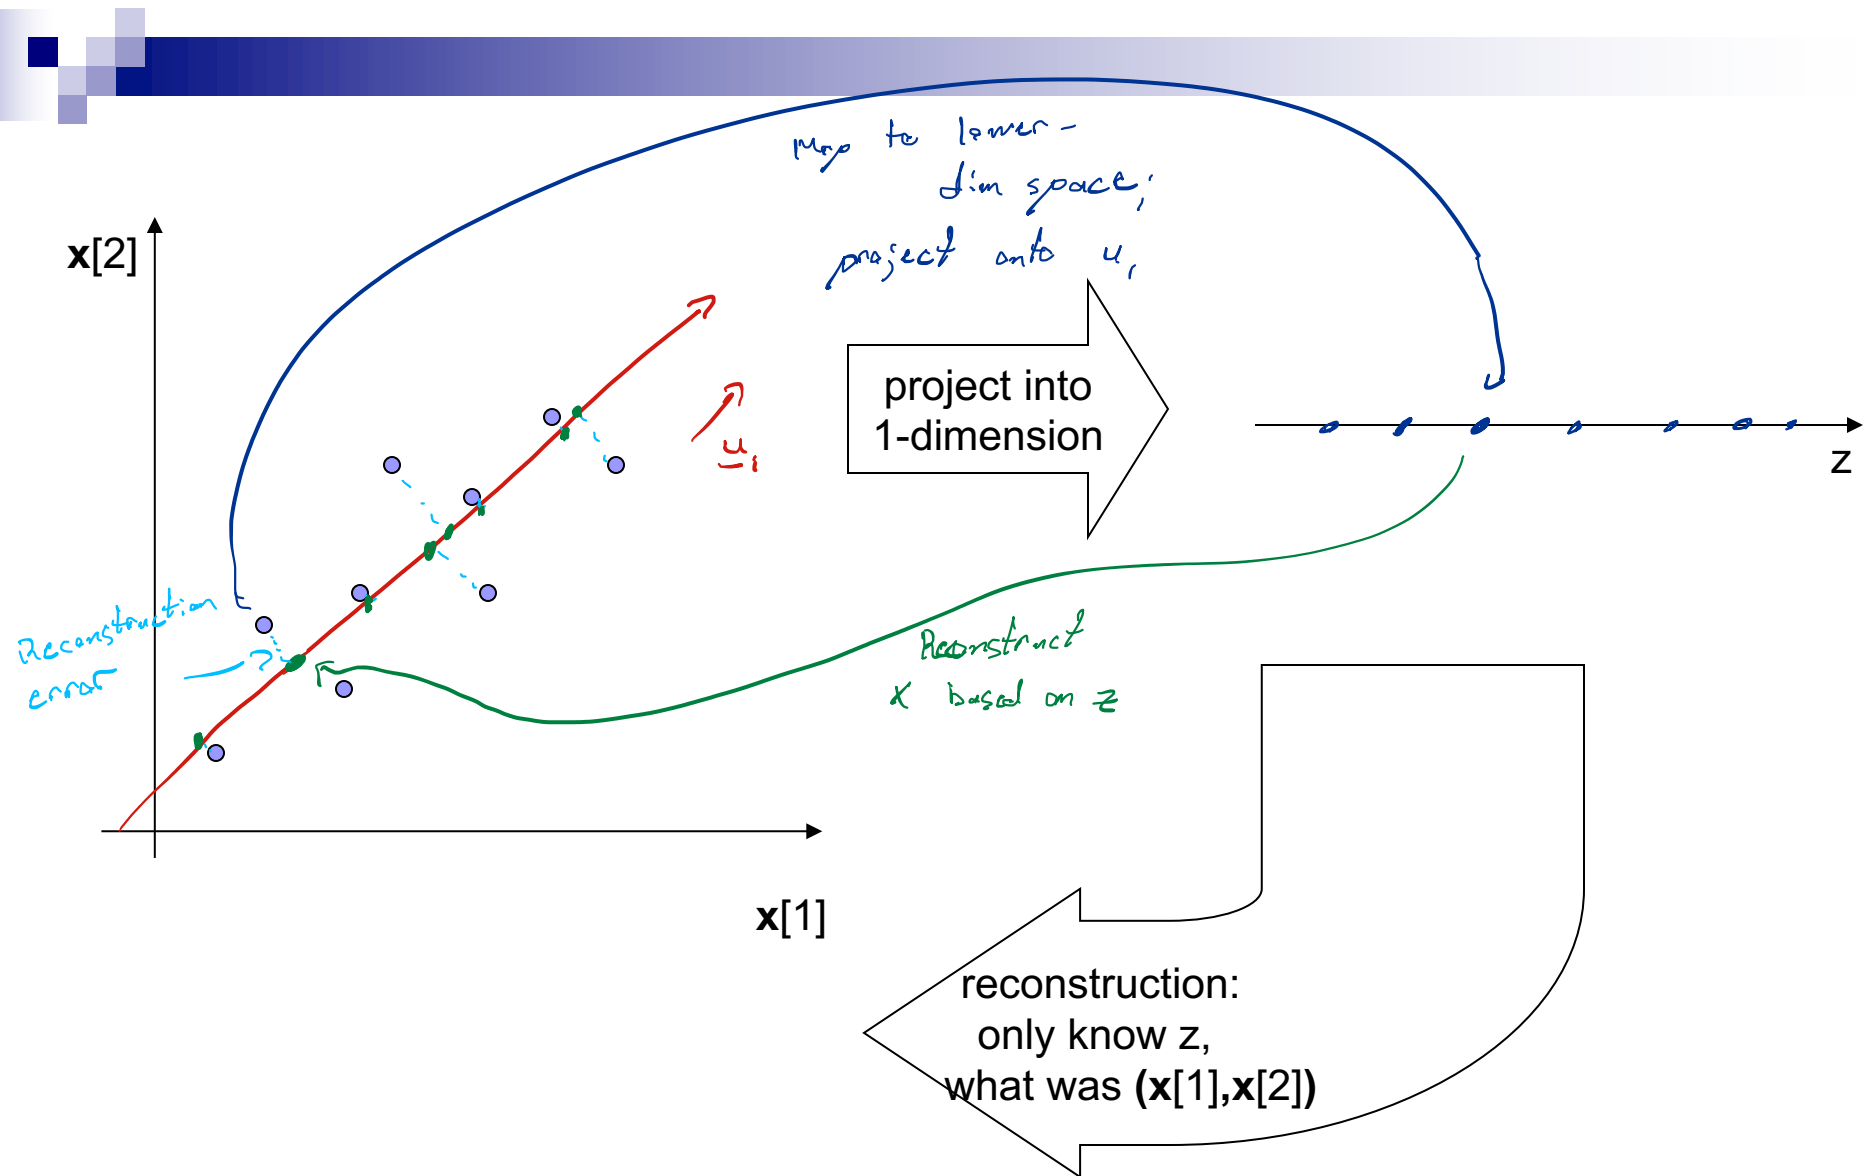 Map to lower-
dim space;
project onto u1
x[2]
project into
1-dimension
u1
z
Reconstruction
error
Reconstruct
x based on z
x[1]
reconstruction:
only know z,
what was (x[1],x[2])